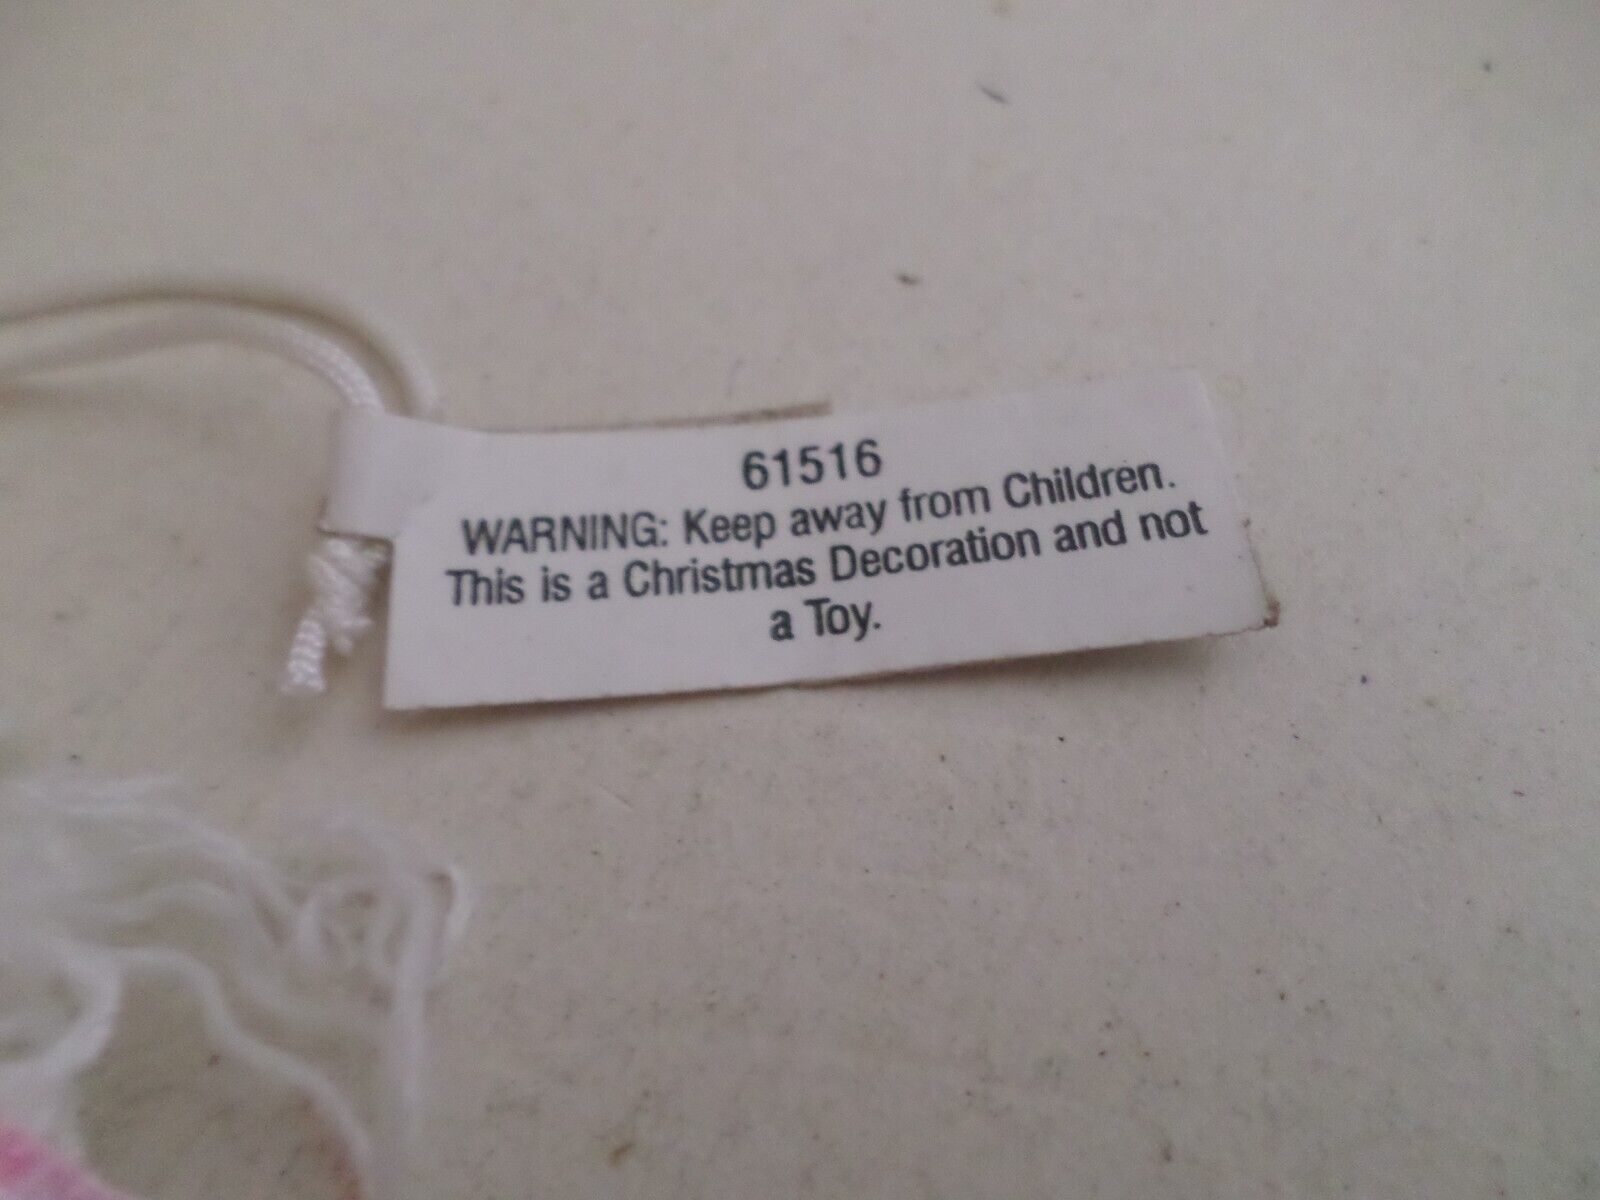 61516
WARNING: Keep away from Children.
This is a Christmas Decoration and not
a Toy.